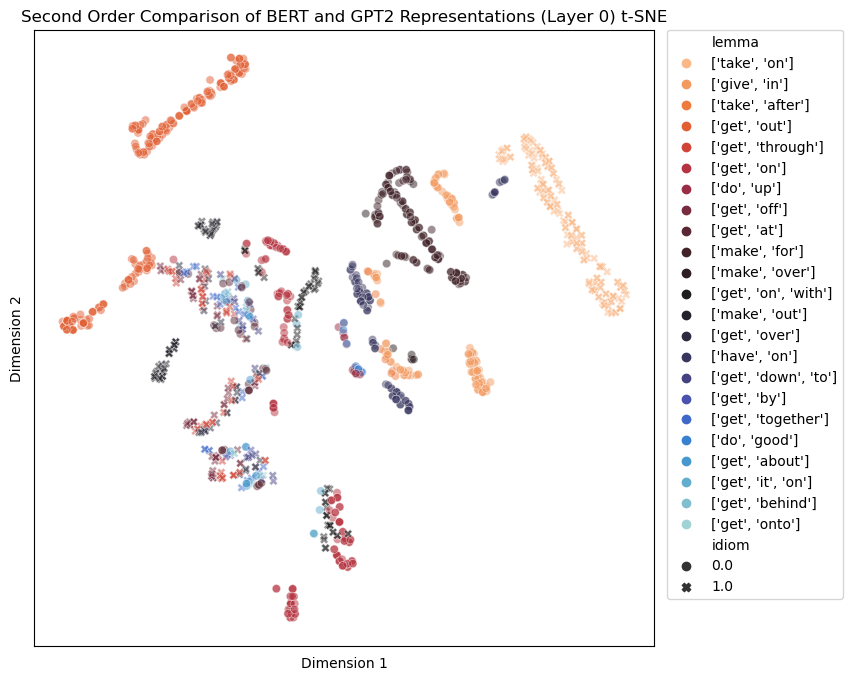 Second Order Comparison of BERT and GPT2 Representations (Layer 0) t-SNE
Dimension 2
Dimension 1
lemma
['take', 'on']
['give', 'in']
['take', 'after']
['get', 'out']
['get', 'through']
['get', 'on']
['do', 'up']
['get', 'off']
['get', 'at']
['make', 'for']
['make', 'over']
['get', 'on', 'with']
['make', 'out']
['get', 'over']
['have', 'on']
['get', 'down', 'to']
['get', 'by']
['get', 'together']
['do', 'good']
['get', 'about']
['get', 'it', 'on']
['get', 'behind']
['get', 'onto']
idiom
0.0
1.0